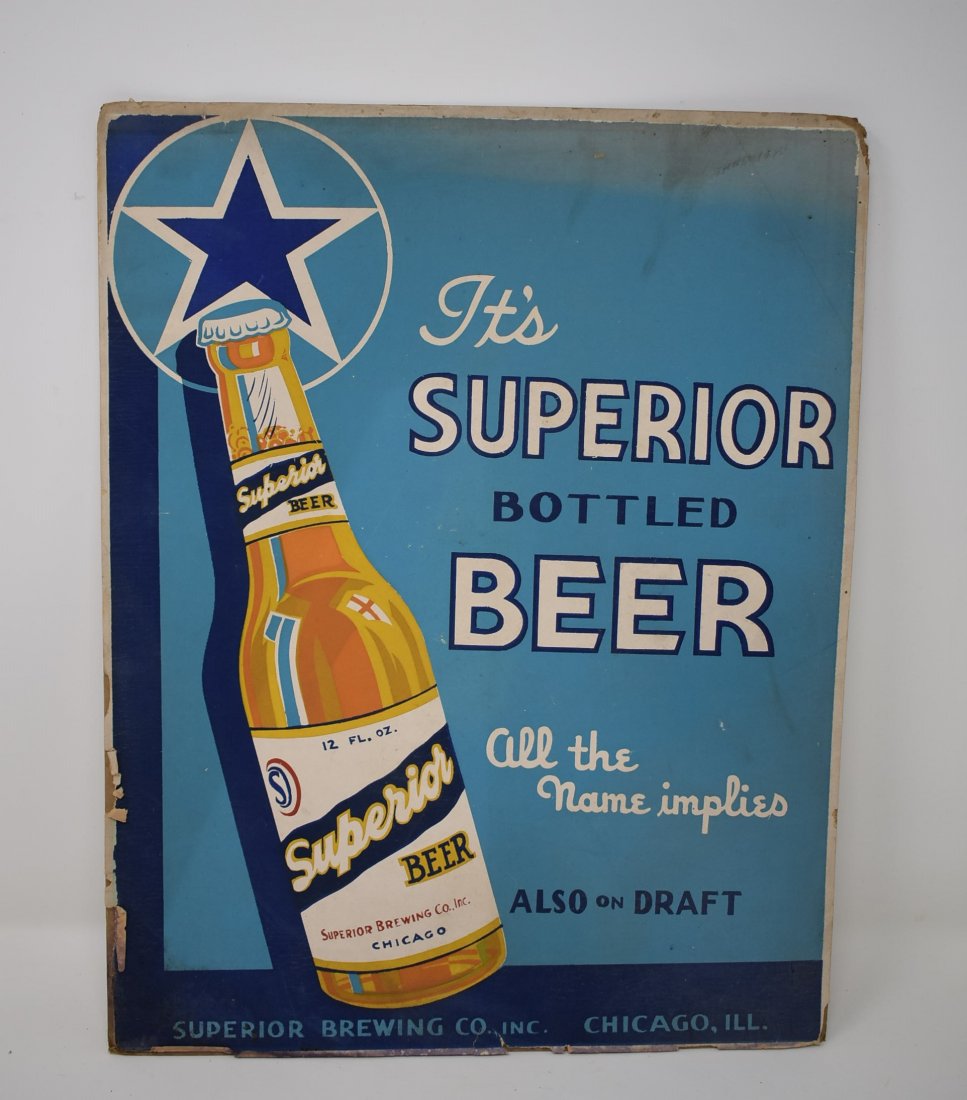 It's
SUPERIOR
BOTTLED
BEER
All the
Name implies
ALSO ON DRAFT
Superior
BEER
12 FL. OZ.
S
Superior
BEER
SUPERIOR BREWING CO., INC.
CHICAGO
SUPERIOR BREWING CO., INC. CHICAGO, ILL.